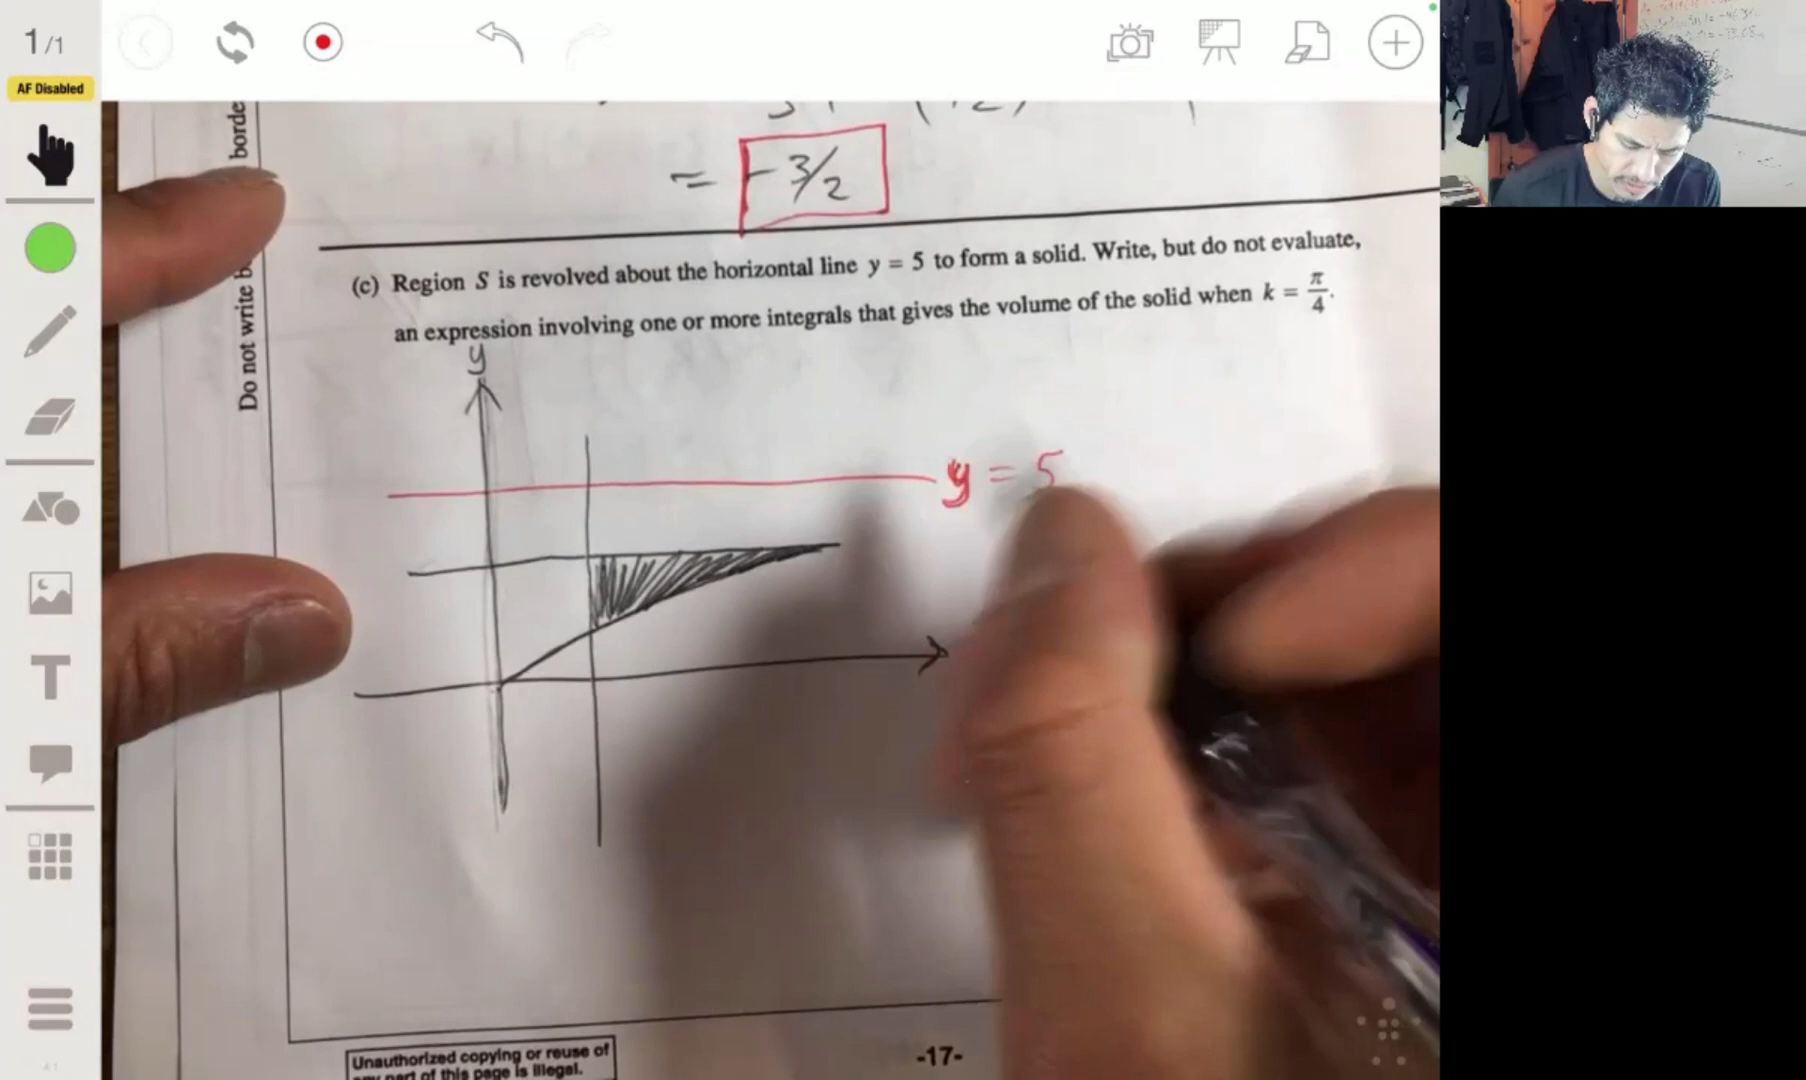 1/1
AF Disabled
Do not write b
borde
= - 3/2
(c) Region S is revolved about the horizontal line y = 5 to form a solid. Write, but do not evaluate,
an expression involving one or more integrals that gives the volume of the solid when k = π/4.
y
y = 5
T
Unauthorized copying or reuse of
any part of this page is illegal.
-17-